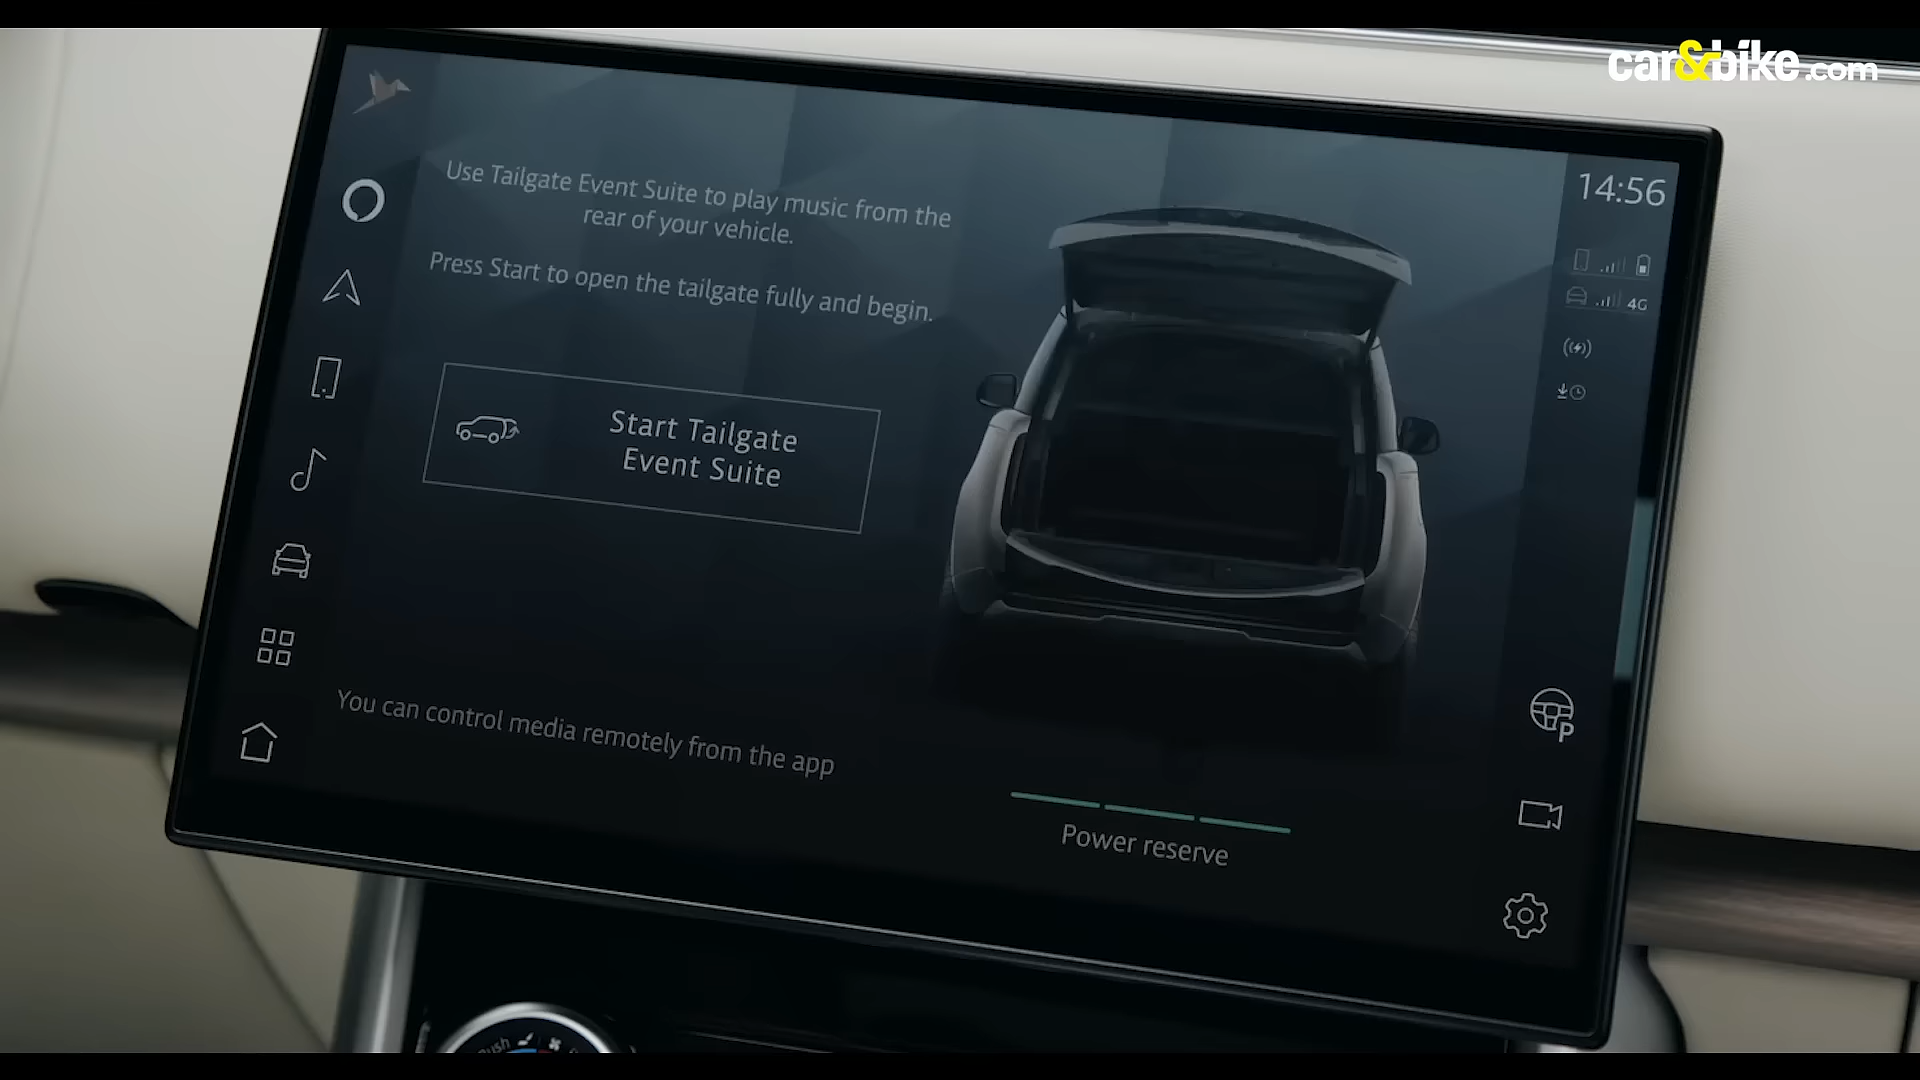 car&bike.com
14:56
Use Tailgate Event Suite to play music from the
rear of your vehicle.
Press Start to open the tailgate fully and begin.
4G
Start Tailgate
Event Suite
You can control media remotely from the app
P
Power reserve